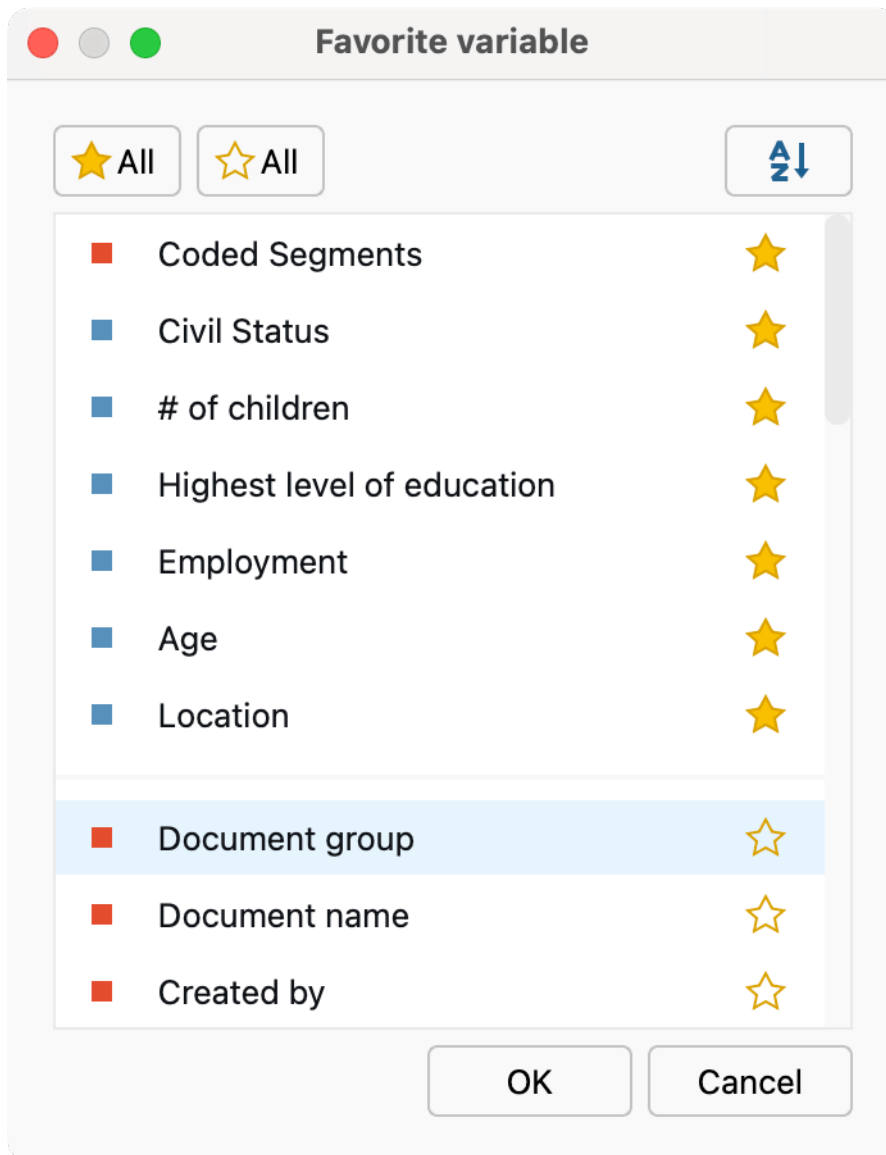 Favorite variable
All All
A
Z
Coded Segments
Civil Status
# of children
Highest level of education
Employment
Age
Location
Document group
Document name
Created by
OK Cancel